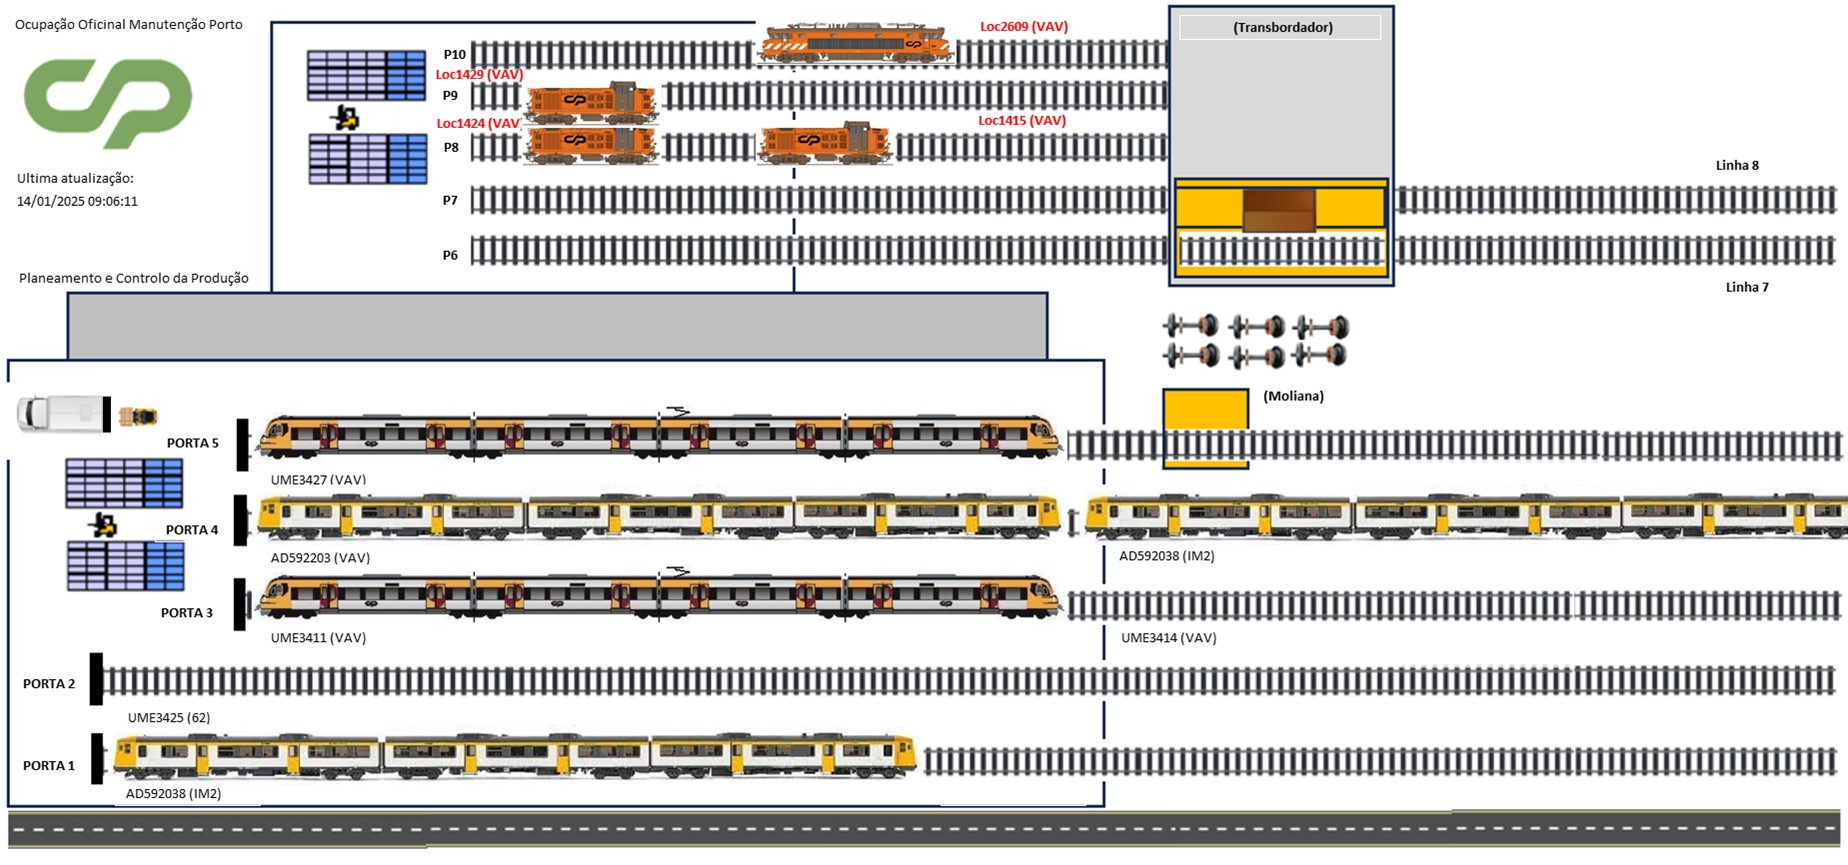 Ocupação Oficinal Manutenção Porto
Ultima atualização:
14/01/2025 09:06:11
Planeamento e Controlo da Produção
P10
Loc2609 (VAV)
Loc1429 (VAV)
P9
Loc1424 (VAV)
Loc1415 (VAV)
P8
P7
P6
(Transbordador)
Linha 8
Linha 7
(Moliana)
PORTA 5
UME3427 (VAV)
PORTA 4
AD592203 (VAV)
AD592038 (IM2)
PORTA 3
UME3411 (VAV)
UME3414 (VAV)
PORTA 2
UME3425 (62)
PORTA 1
AD592038 (IM2)